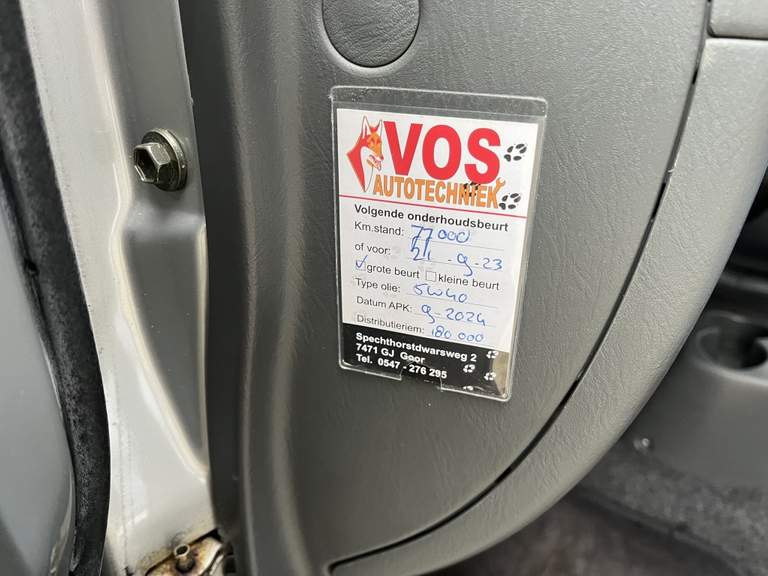 VOS
AUTOTECHNIEK
Volgende onderhoudsbeurt
Km.stand: 77000
of voor: 21-9-23
grote beurt kleine beurt
Type olie: 5W40
Datum APK: 9-2024
Distributieriem: 180.000
Spechthorstdwarsweg 2
7471 GJ Goor
Tel. 0547 - 276 295